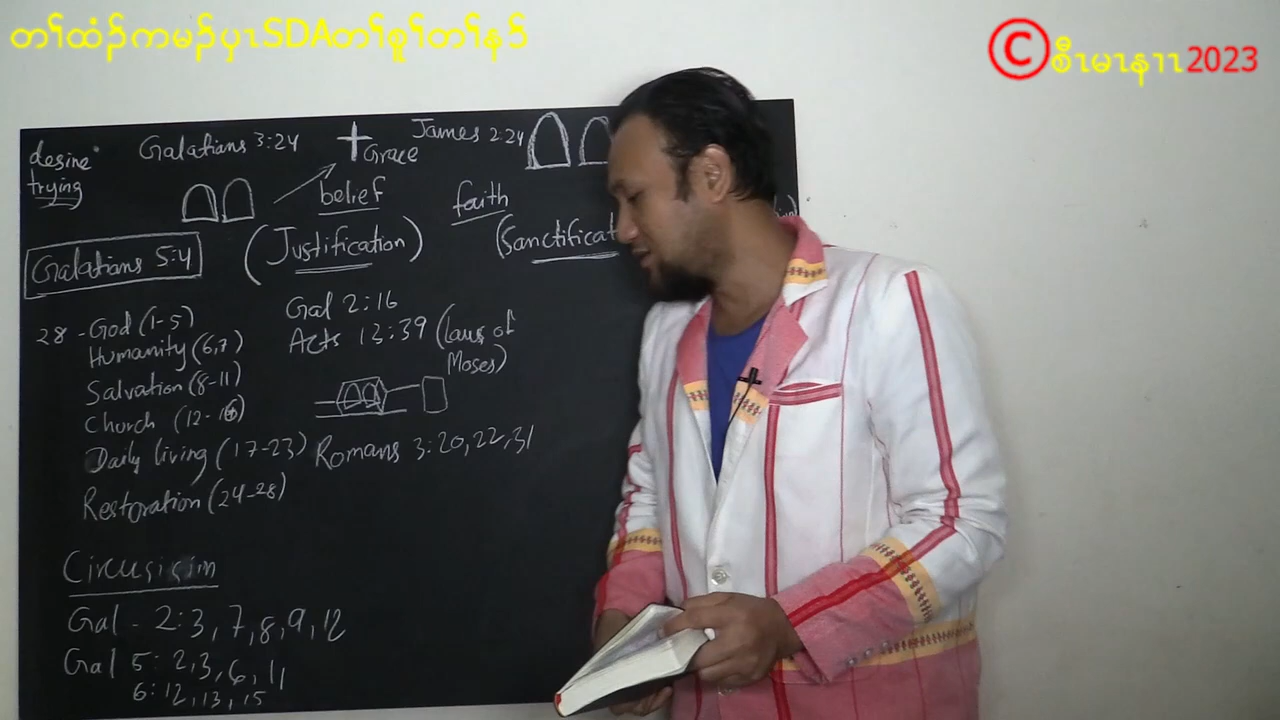 တၢ်ထံၣ်ကမၣ်ပှၤSDAတၢ်စူၢ်တၢ်နၥ်
©စီၤမၤနၢၤ2023
desine
Galatians 3:24
Grace
James 2:24
trying
belief
faith
(Justification)
(Sanctificat
Galatians 5:4
Gal 2:16
28 - God (1-5)
Acts 13:39 (laws of
Moses)
Humanity (6,7)
Salvation (8-11)
Church (12-16)
Daily living (17-23)
Romans 3:20,22,31
Restoration (24-28)
Circusisim
Gal - 2:3, 7, 8, 9, 12
Gal 5: 2,3, 6, 11
6: 12, 13, 15